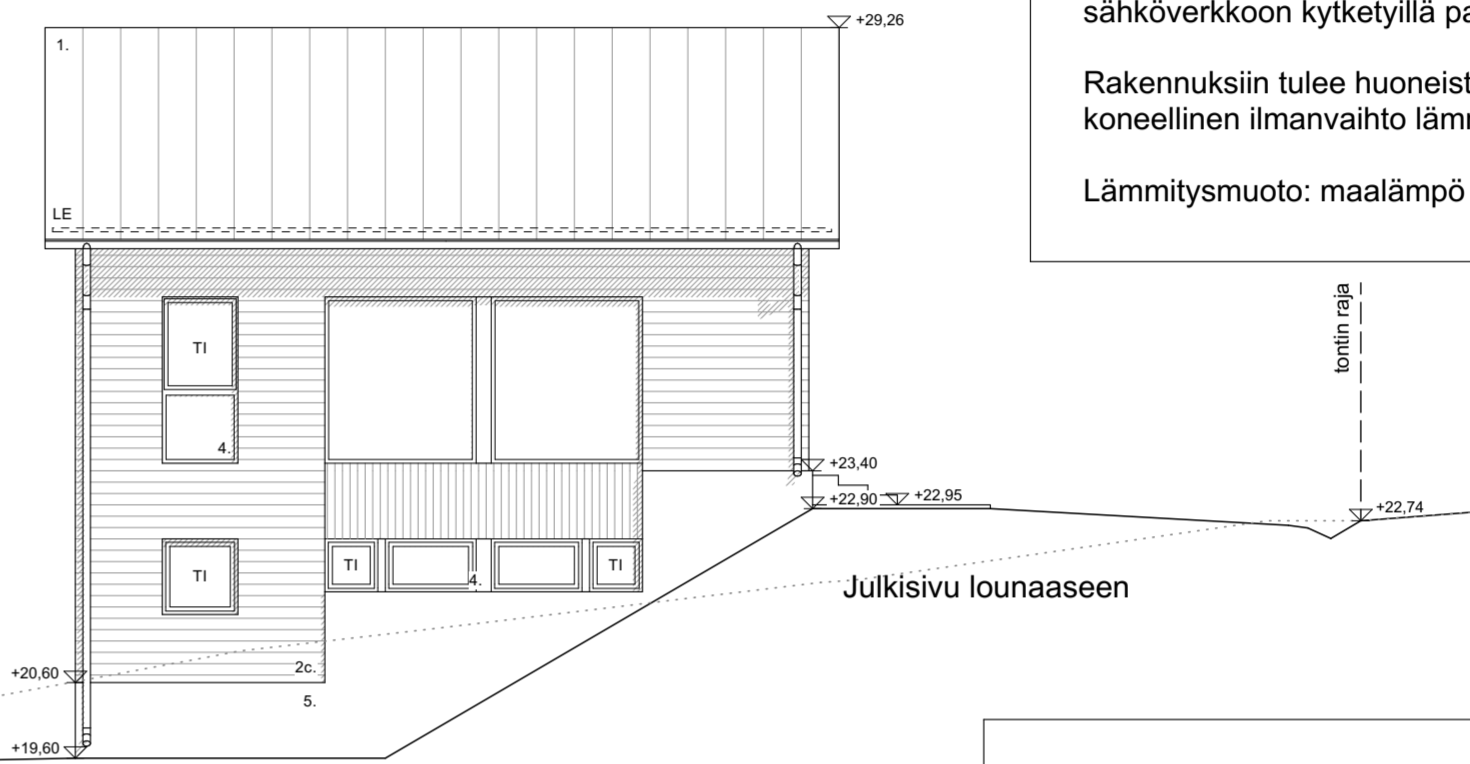 +29,26
1.
sähköverkkoon kytketyillä pa
Rakennuksiin tulee huoneist
koneellinen ilmanvaihto lämm
Lämmitysmuoto: maalämpö
LE
tontin raja
TI
4.
+23,40
+22,90
+22,95
+22,74
TI
TI
4.
TI
Julkisivu lounaaseen
+20,60
2c.
5.
+19,60